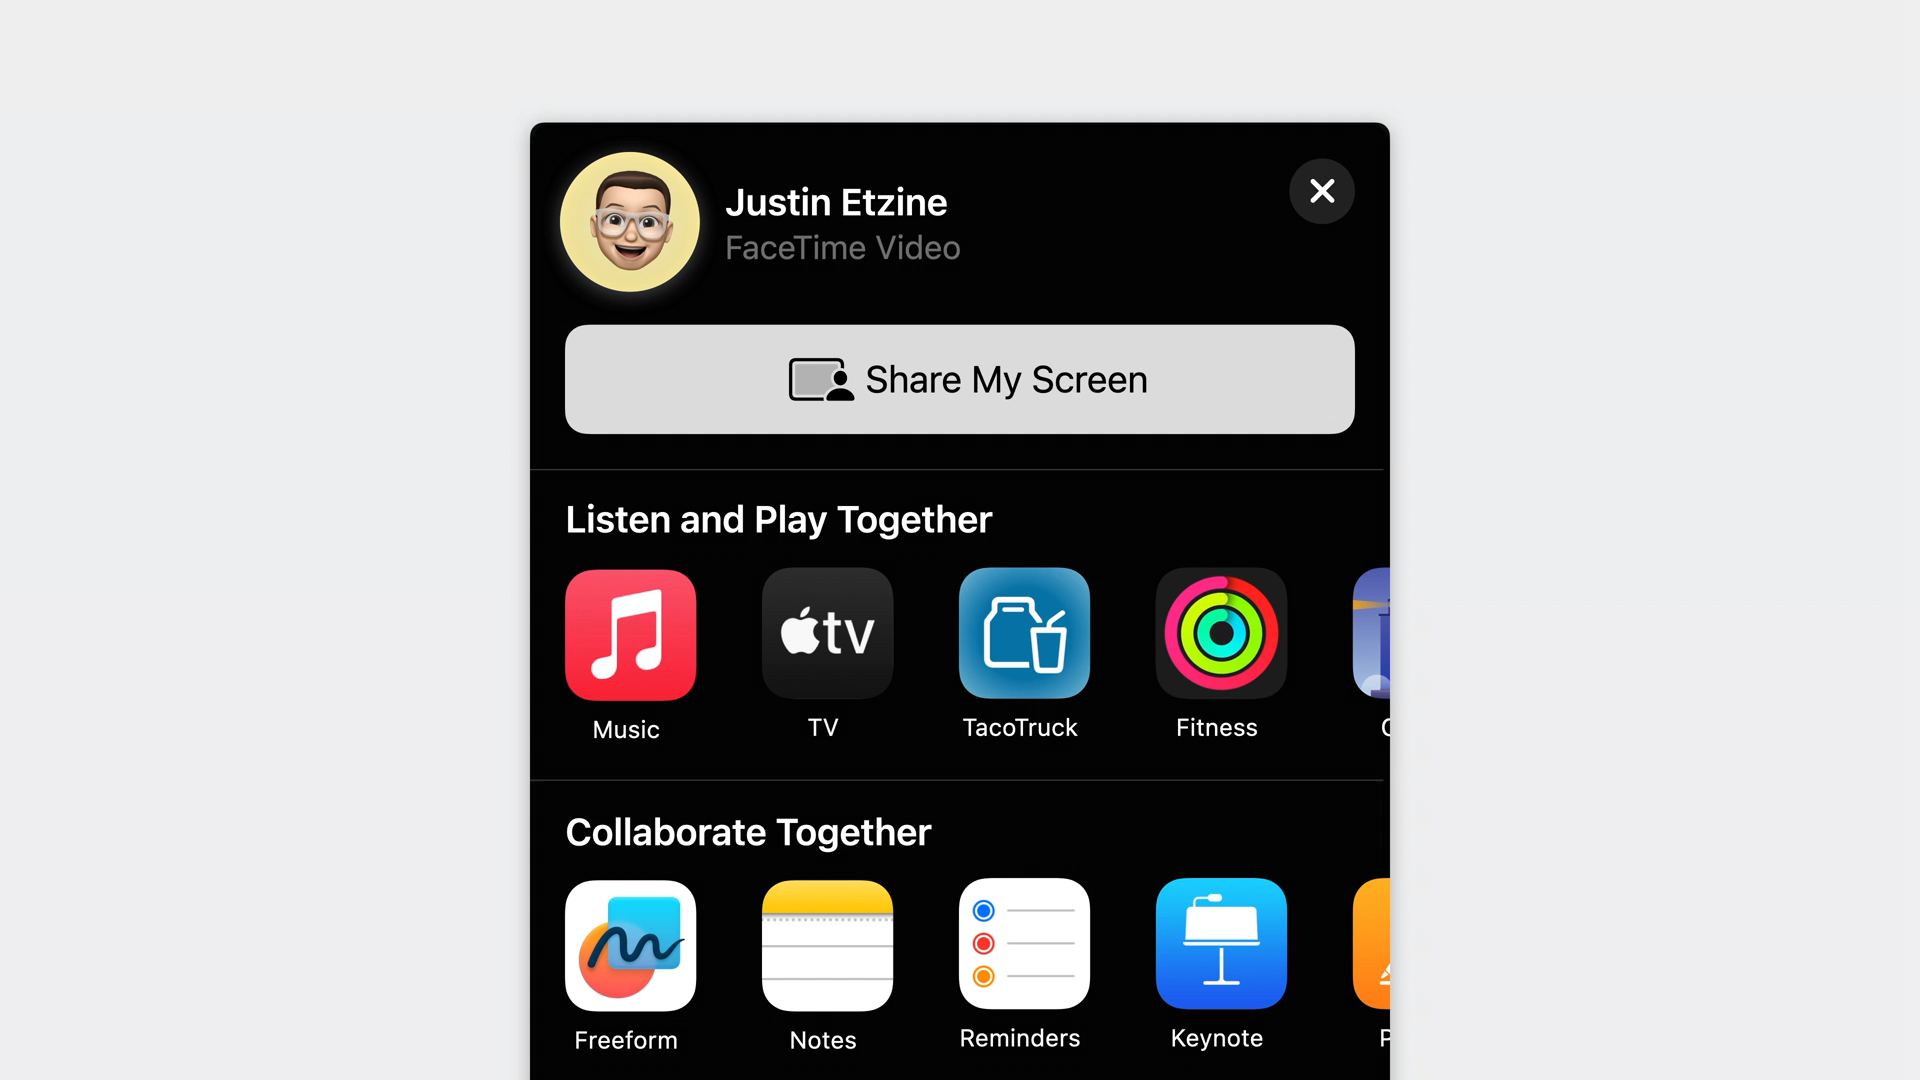 Justin Etzine
FaceTime Video
Share My Screen
Listen and Play Together
tv
Music
TV
TacoTruck
Fitness
Collaborate Together
Freeform
Notes
Reminders
Keynote